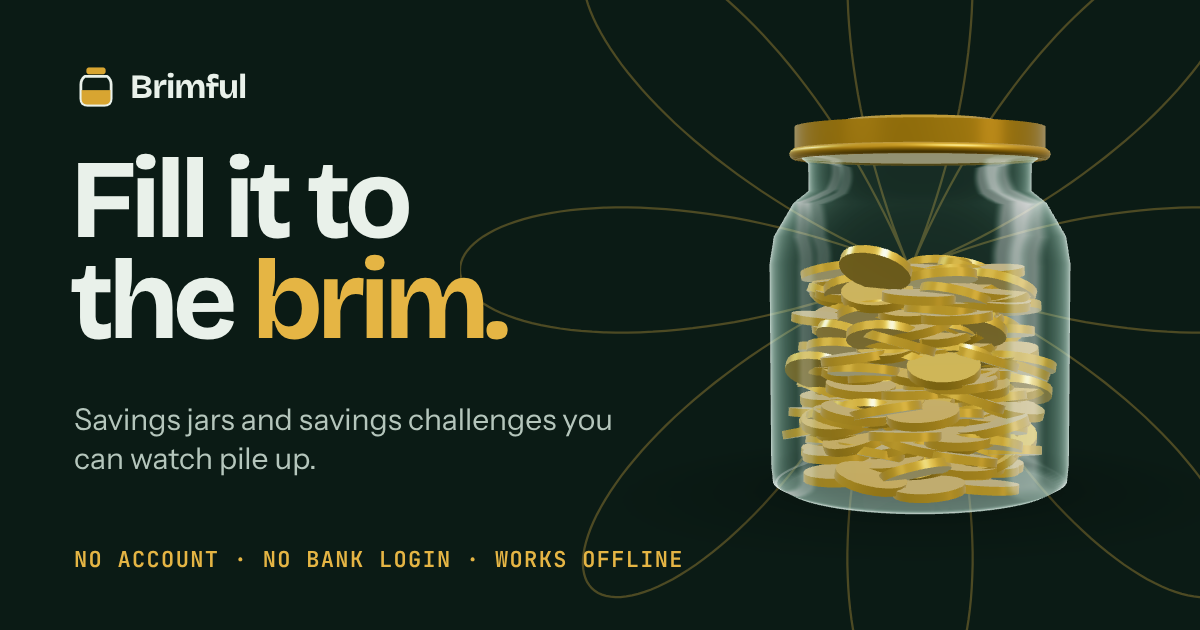 Brimful
Fill it to
the brim.
Savings jars and savings challenges you
can watch pile up.
NO ACCOUNT · NO BANK LOGIN · WORKS OFFLINE